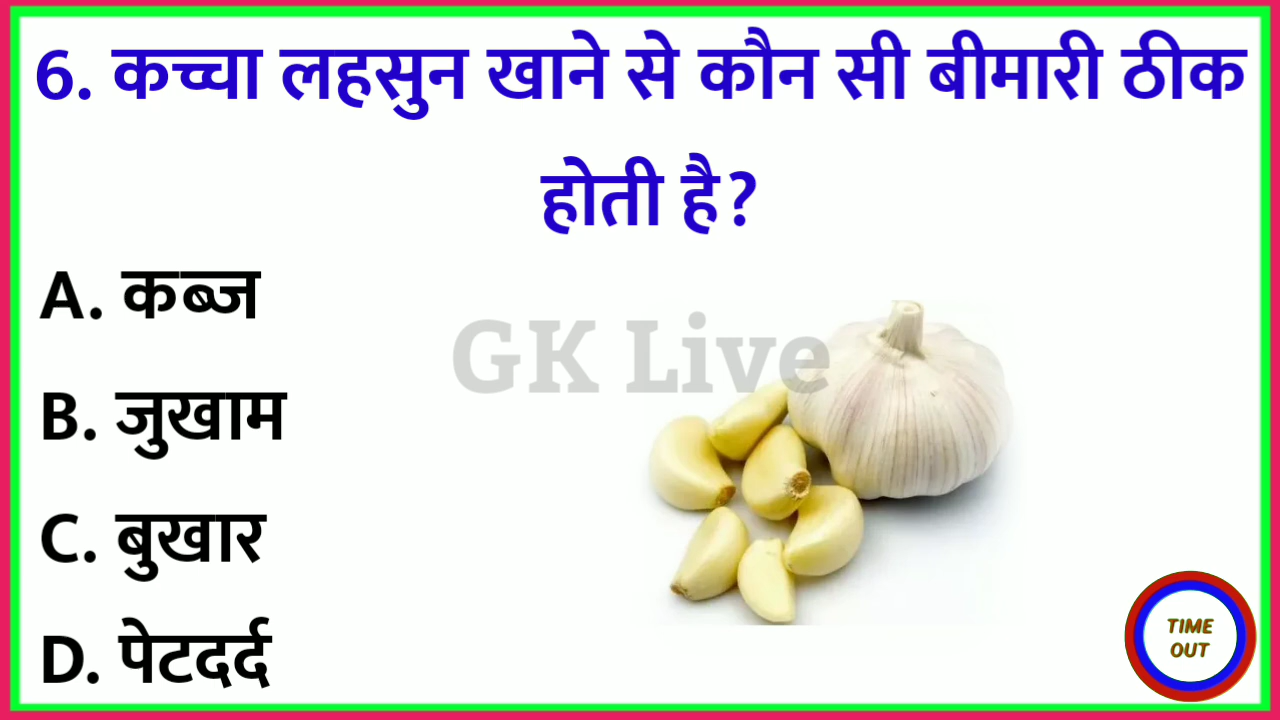 6. कच्चा लहसुन खाने से कौन सी बीमारी ठीक
होती है?
A. कब्ज
GK Live
B. जुखाम
C. बुखार
D. पेटदर्द
TIME
OUT